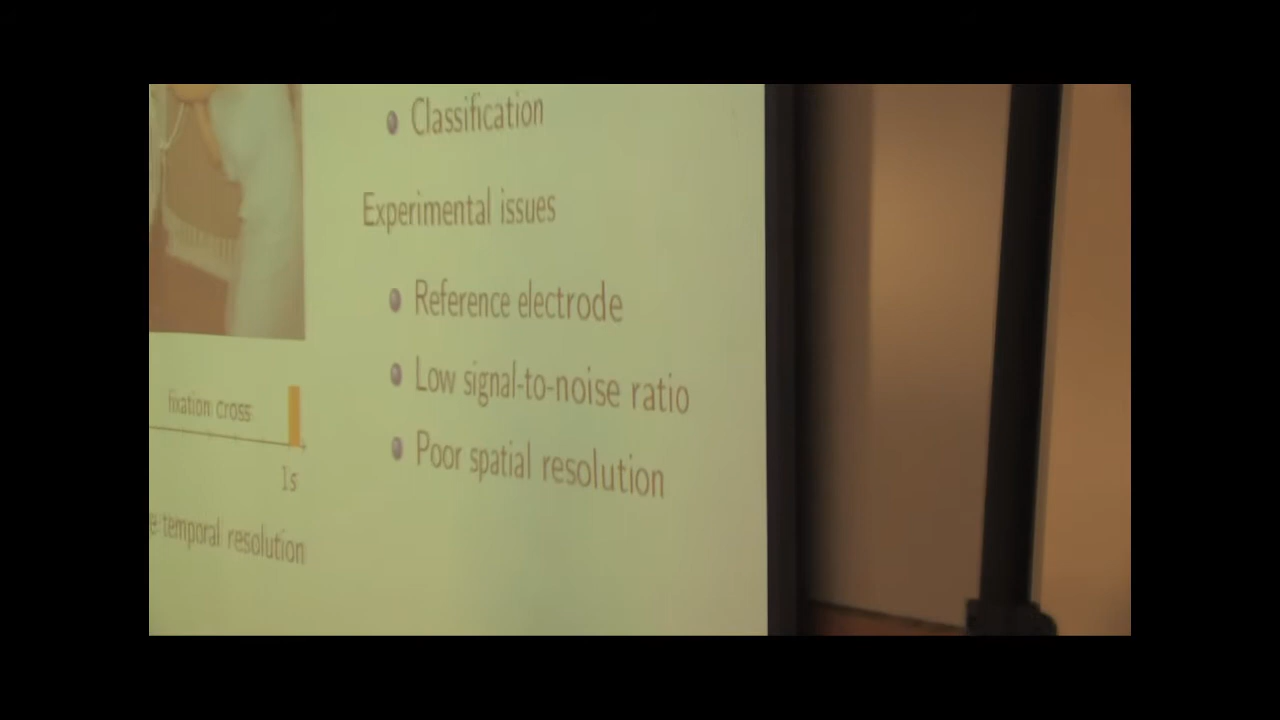 Classification
Experimental issues
Reference electrode
Low signal-to-noise ratio
Poor spatial resolution
fixation cross
1s
e temporal resolution